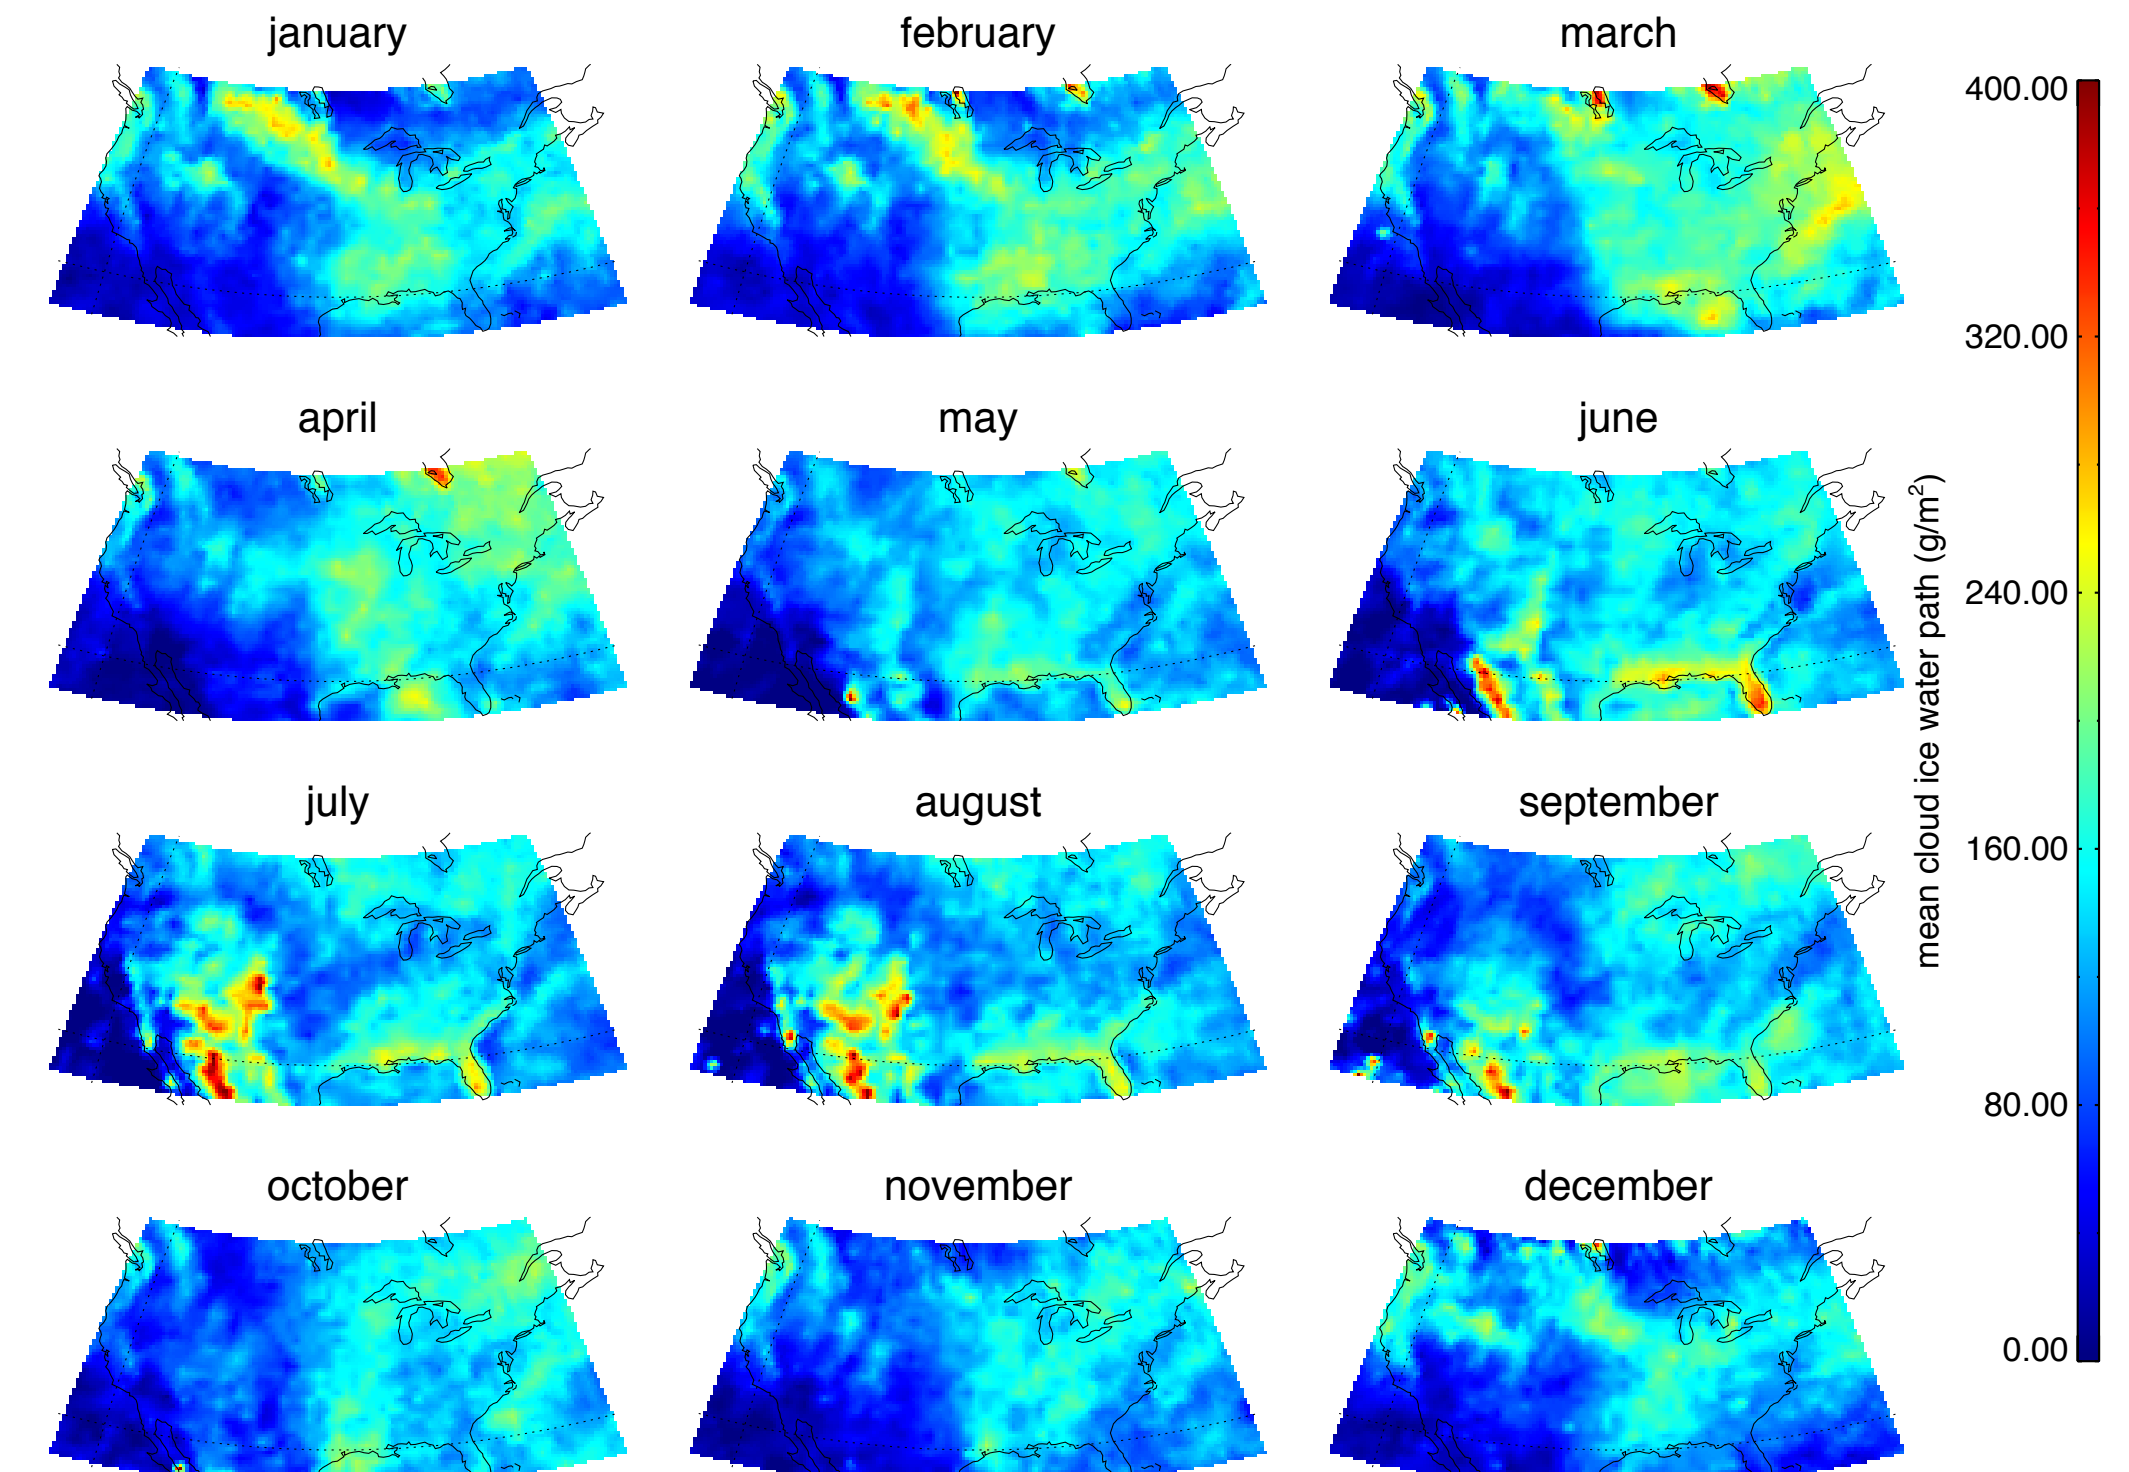 january
february
march
april
may
june
july
august
september
october
november
december
400.00
320.00
240.00
160.00
80.00
0.00
mean cloud ice water path (g/m²)